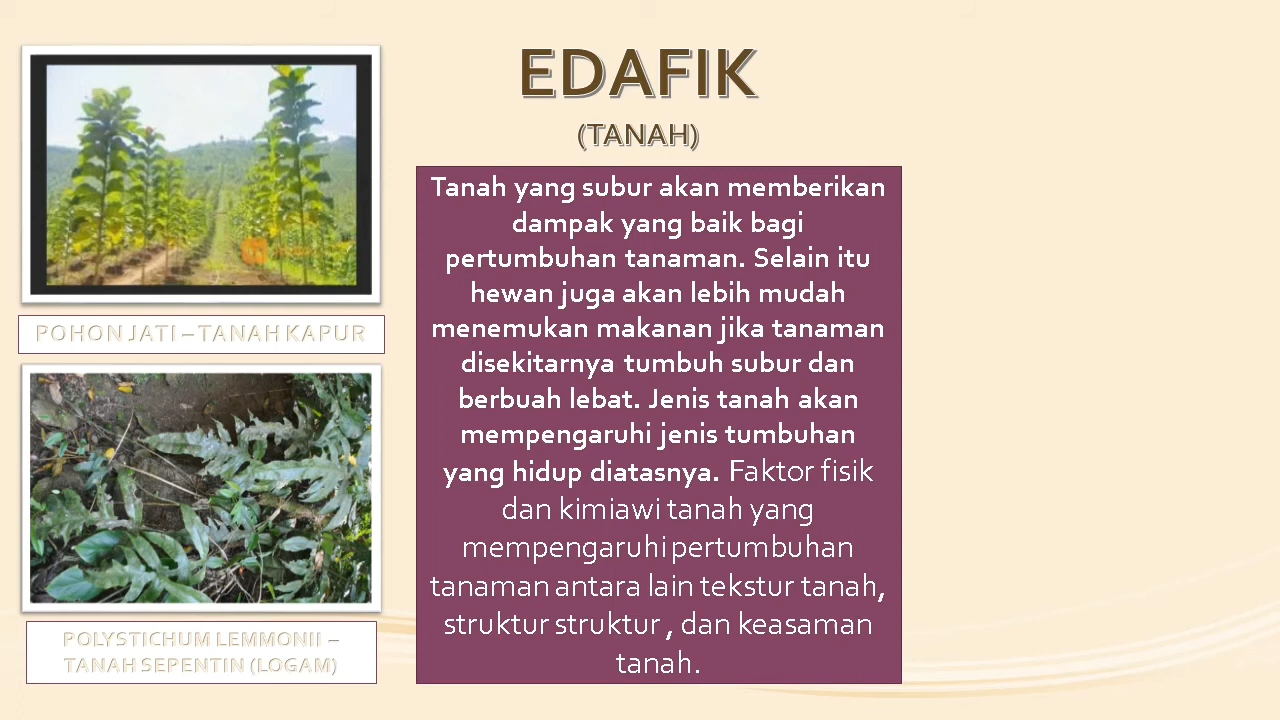 EDAFIK
(TANAH)
POHON JATI – TANAH KAPUR
POLYSTICHUM LEMMONII –
TANAH SEPENTIN (LOGAM)
Tanah yang subur akan memberikan
dampak yang baik bagi
pertumbuhan tanaman. Selain itu
hewan juga akan lebih mudah
menemukan makanan jika tanaman
disekitarnya tumbuh subur dan
berbuah lebat. Jenis tanah akan
mempengaruhi jenis tumbuhan
yang hidup diatasnya. Faktor fisik
dan kimiawi tanah yang
mempengaruhi pertumbuhan
tanaman antara lain tekstur tanah,
struktur struktur , dan keasaman
tanah.